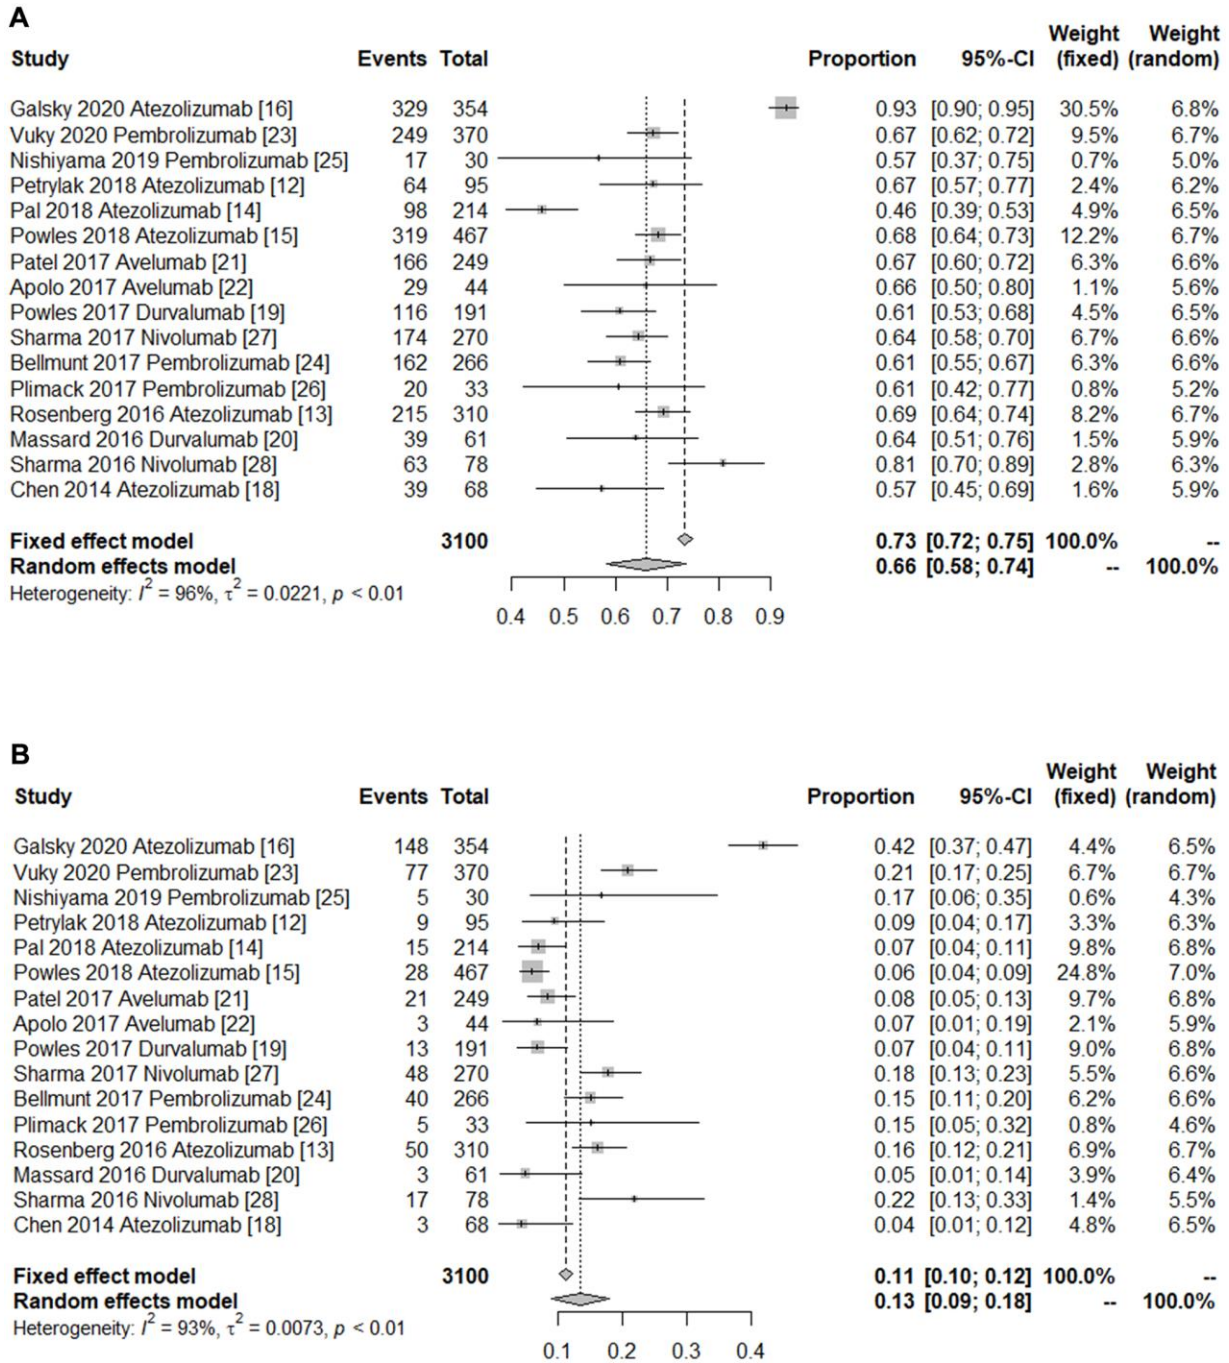 A
Study Events Total Proportion 95%-CI Weight (fixed) Weight (random)
Galsky 2020 Atezolizumab [16] 329 354 0.93 [0.90; 0.95] 30.5% 6.8%
Vuky 2020 Pembrolizumab [23] 249 370 0.67 [0.62; 0.72] 9.5% 6.7%
Nishiyama 2019 Pembrolizumab [25] 17 30 0.57 [0.37; 0.75] 0.7% 5.0%
Petrylak 2018 Atezolizumab [12] 64 95 0.67 [0.57; 0.77] 2.4% 6.2%
Pal 2018 Atezolizumab [14] 98 214 0.46 [0.39; 0.53] 4.9% 6.5%
Powles 2018 Atezolizumab [15] 319 467 0.68 [0.64; 0.73] 12.2% 6.7%
Patel 2017 Avelumab [21] 166 249 0.67 [0.60; 0.72] 6.3% 6.6%
Apolo 2017 Avelumab [22] 29 44 0.66 [0.50; 0.80] 1.1% 5.6%
Powles 2017 Durvalumab [19] 116 191 0.61 [0.53; 0.68] 4.5% 6.5%
Sharma 2017 Nivolumab [27] 174 270 0.64 [0.58; 0.70] 6.7% 6.6%
Bellmunt 2017 Pembrolizumab [24] 162 266 0.61 [0.55; 0.67] 6.3% 6.6%
Plimack 2017 Pembrolizumab [26] 20 33 0.61 [0.42; 0.77] 0.8% 5.2%
Rosenberg 2016 Atezolizumab [13] 215 310 0.69 [0.64; 0.74] 8.2% 6.7%
Massard 2016 Durvalumab [20] 39 61 0.64 [0.51; 0.76] 1.5% 5.9%
Sharma 2016 Nivolumab [28] 63 78 0.81 [0.70; 0.89] 2.8% 6.3%
Chen 2014 Atezolizumab [18] 39 68 0.57 [0.45; 0.69] 1.6% 5.9%
Fixed effect model 3100 0.73 [0.72; 0.75] 100.0% --
Random effects model 0.66 [0.58; 0.74] -- 100.0%
Heterogeneity: I² = 96%, τ² = 0.0221, p < 0.01
0.4 0.5 0.6 0.7 0.8 0.9
B
Study Events Total Proportion 95%-CI Weight (fixed) Weight (random)
Galsky 2020 Atezolizumab [16] 148 354 0.42 [0.37; 0.47] 4.4% 6.5%
Vuky 2020 Pembrolizumab [23] 77 370 0.21 [0.17; 0.25] 6.7% 6.7%
Nishiyama 2019 Pembrolizumab [25] 5 30 0.17 [0.06; 0.35] 0.6% 4.3%
Petrylak 2018 Atezolizumab [12] 9 95 0.09 [0.04; 0.17] 3.3% 6.3%
Pal 2018 Atezolizumab [14] 15 214 0.07 [0.04; 0.11] 9.8% 6.8%
Powles 2018 Atezolizumab [15] 28 467 0.06 [0.04; 0.09] 24.8% 7.0%
Patel 2017 Avelumab [21] 21 249 0.08 [0.05; 0.13] 9.7% 6.8%
Apolo 2017 Avelumab [22] 3 44 0.07 [0.01; 0.19] 2.1% 5.9%
Powles 2017 Durvalumab [19] 13 191 0.07 [0.04; 0.11] 9.0% 6.8%
Sharma 2017 Nivolumab [27] 48 270 0.18 [0.13; 0.23] 5.5% 6.6%
Bellmunt 2017 Pembrolizumab [24] 40 266 0.15 [0.11; 0.20] 6.2% 6.6%
Plimack 2017 Pembrolizumab [26] 5 33 0.15 [0.05; 0.32] 0.8% 4.6%
Rosenberg 2016 Atezolizumab [13] 50 310 0.16 [0.12; 0.21] 6.9% 6.7%
Massard 2016 Durvalumab [20] 3 61 0.05 [0.01; 0.14] 3.9% 6.4%
Sharma 2016 Nivolumab [28] 17 78 0.22 [0.13; 0.33] 1.4% 5.5%
Chen 2014 Atezolizumab [18] 3 68 0.04 [0.01; 0.12] 4.8% 6.5%
Fixed effect model 3100 0.11 [0.10; 0.12] 100.0% --
Random effects model 0.13 [0.09; 0.18] -- 100.0%
Heterogeneity: I² = 93%, τ² = 0.0073, p < 0.01
0.1 0.2 0.3 0.4